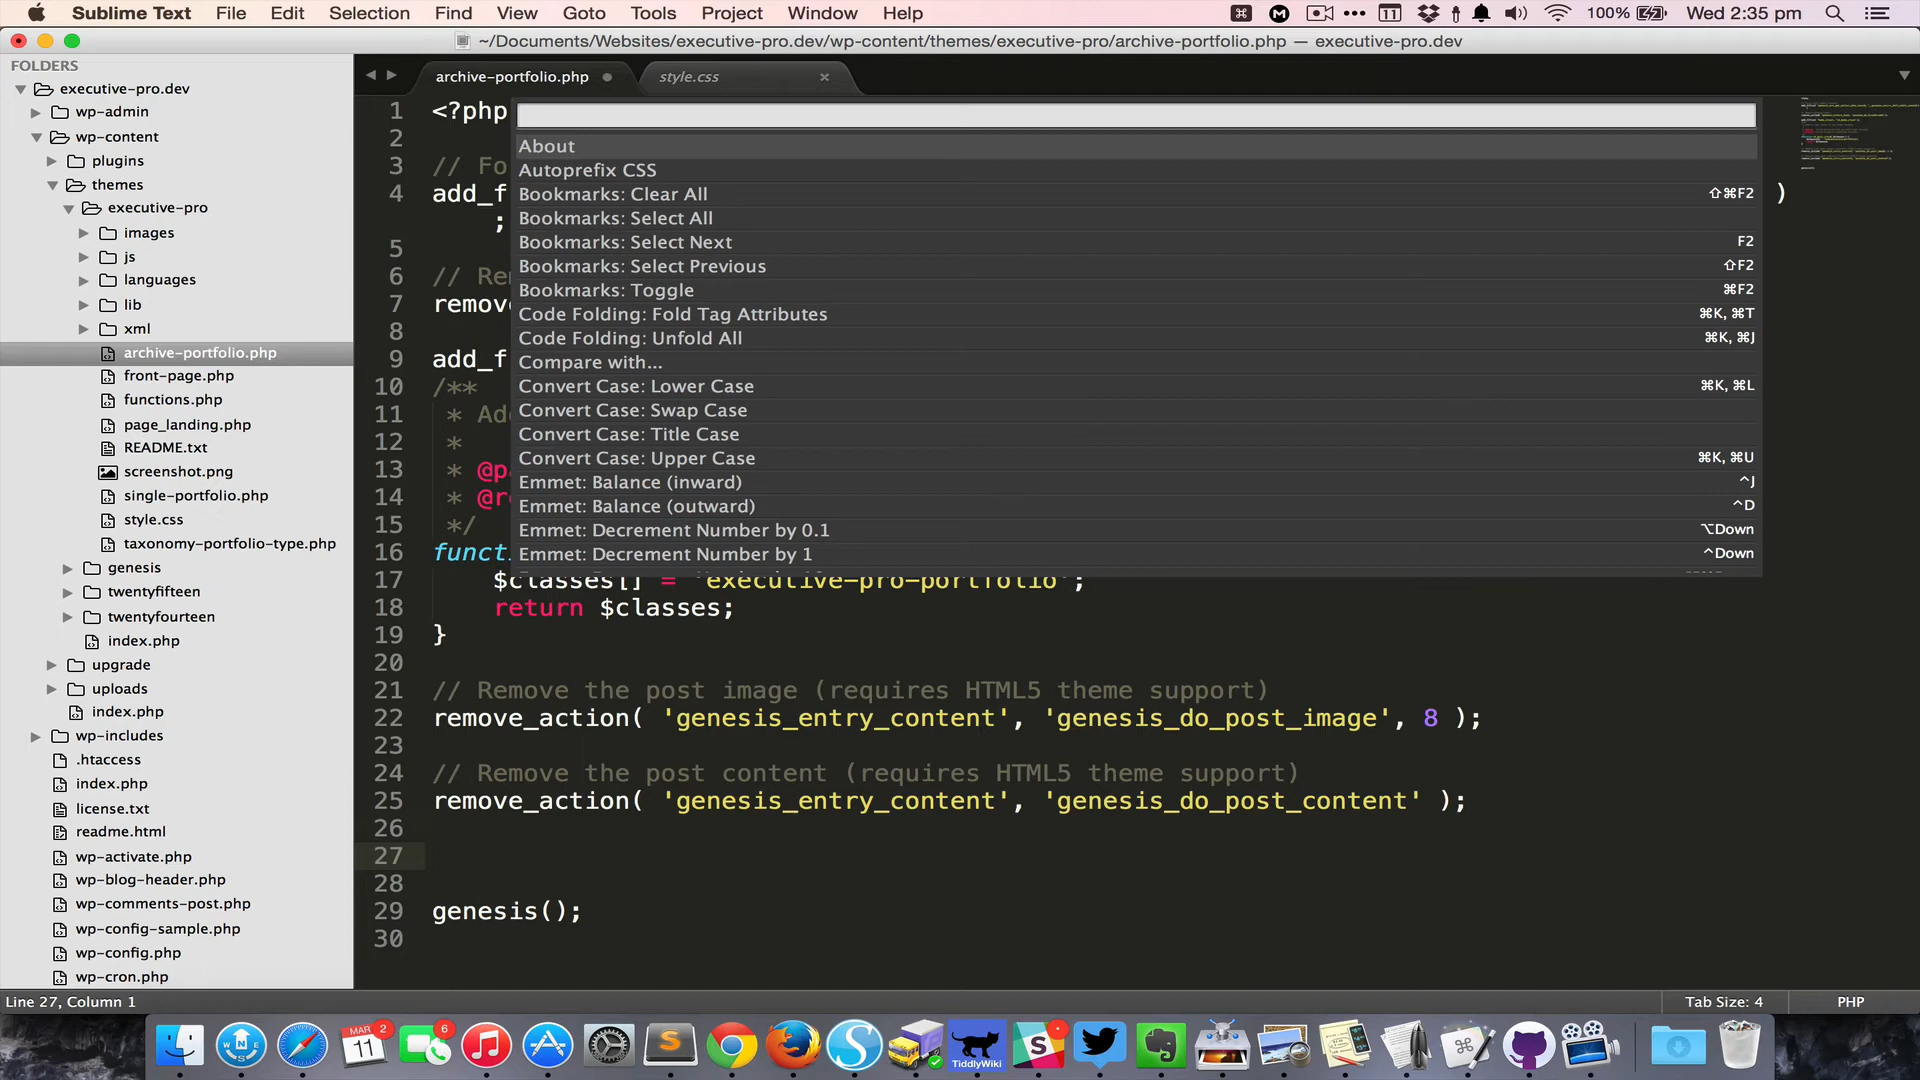 Sublime Text File Edit Selection Find View Goto Tools Project Window Help 11 100% Wed 2:35 pm
~/Documents/Websites/executive-pro.dev/wp-content/themes/executive-pro/archive-portfolio.php — executive-pro.dev
FOLDERS
executive-pro.dev
wp-admin
wp-content
plugins
themes
executive-pro
images
js
languages
lib
xml
archive-portfolio.php
front-page.php
functions.php
page_landing.php
README.txt
screenshot.png
single-portfolio.php
style.css
taxonomy-portfolio-type.php
genesis
twentyfifteen
twentyfourteen
index.php
upgrade
uploads
index.php
wp-includes
.htaccess
index.php
license.txt
readme.html
wp-activate.php
wp-blog-header.php
wp-comments-post.php
wp-config-sample.php
wp-config.php
wp-cron.php
archive-portfolio.php style.css
1 <?php
2
3 // Fo
4 add_f )
;
5
6 // Re
7 remov
8
9 add_f
10 /**
11 * Ad
12 *
13 * @p
14 * @r
15 */
16 funct
17 $classes[] = 'executive-pro-portfolio';
18 return $classes;
19 }
20
21 // Remove the post image (requires HTML5 theme support)
22 remove_action( 'genesis_entry_content', 'genesis_do_post_image', 8 );
23
24 // Remove the post content (requires HTML5 theme support)
25 remove_action( 'genesis_entry_content', 'genesis_do_post_content' );
26
27
28
29 genesis();
30
About
Autoprefix CSS
Bookmarks: Clear All ⇧⌘F2
Bookmarks: Select All
Bookmarks: Select Next F2
Bookmarks: Select Previous ⇧F2
Bookmarks: Toggle ⌘F2
Code Folding: Fold Tag Attributes ⌘K, ⌘T
Code Folding: Unfold All ⌘K, ⌘J
Compare with...
Convert Case: Lower Case ⌘K, ⌘L
Convert Case: Swap Case
Convert Case: Title Case
Convert Case: Upper Case ⌘K, ⌘U
Emmet: Balance (inward) ^J
Emmet: Balance (outward) ^D
Emmet: Decrement Number by 0.1 ⌥Down
Emmet: Decrement Number by 1 ^Down
Line 27, Column 1 Tab Size: 4 PHP
MAR 2
11
6
TiddlyWiki